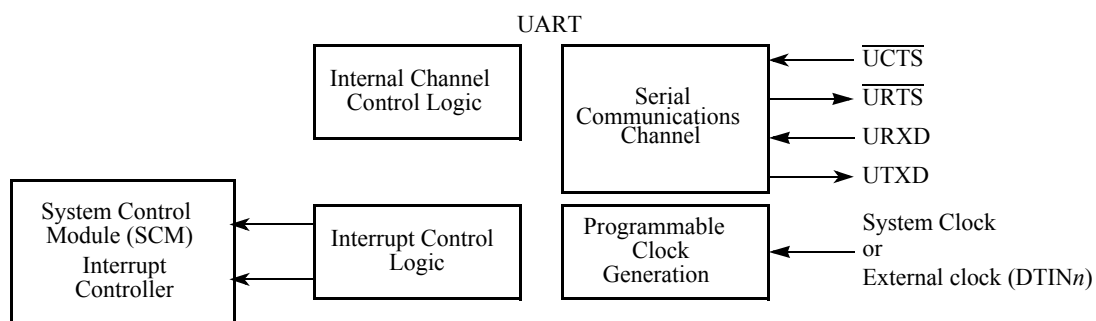 UART
Internal Channel
Control Logic
Serial
Communications
Channel
UCTS
URTS
URXD
UTXD
System Control
Module (SCM)
Interrupt
Controller
Interrupt Control
Logic
Programmable
Clock
Generation
System Clock
or
External clock (DTINn)